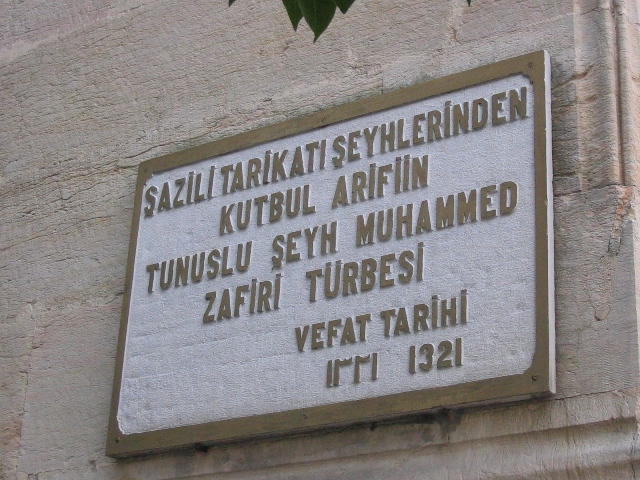 ŞAZİLİ TARİKATI ŞEYHLERİNDEN
KUTBUL ARİFİİN
TUNUSLU ŞEYH MUHAMMED
ZAFİRİ TÜRBESİ
VEFAT TARİHİ
١٣٢١ 1321